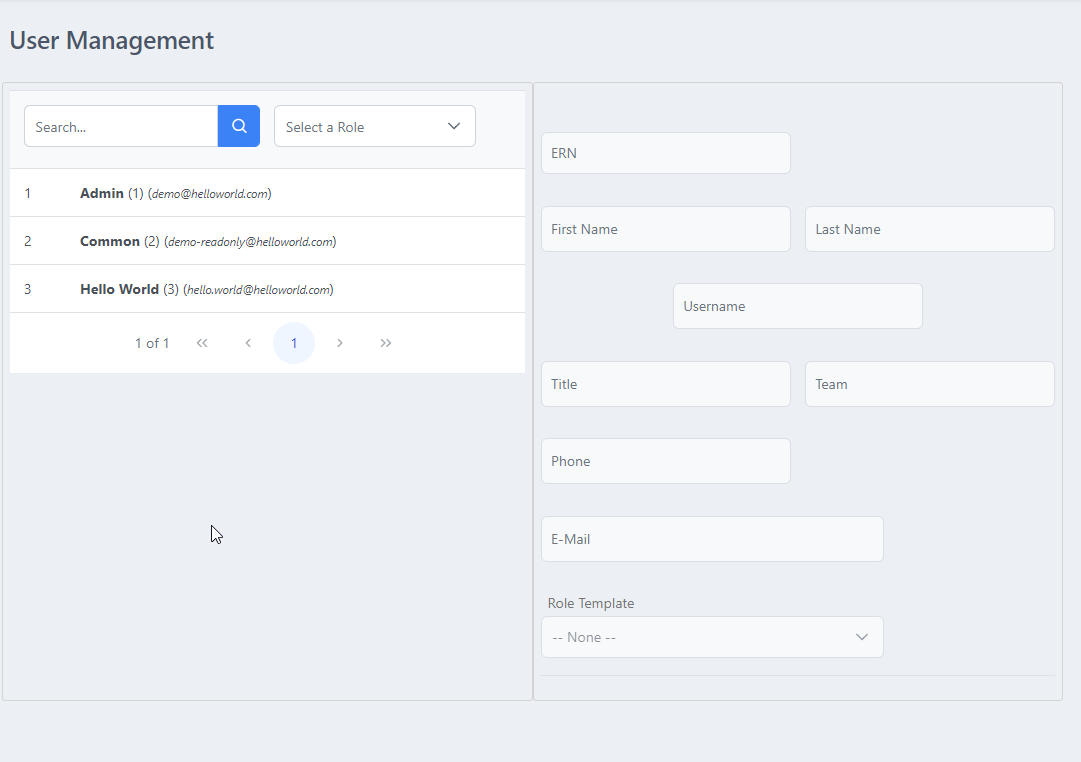 User Management
Search...
Select a Role
1 Admin (1) (demo@helloworld.com)
2 Common (2) (demo-readonly@helloworld.com)
3 Hello World (3) (hello.world@helloworld.com)
1 of 1 « ‹ 1 › »
ERN
First Name Last Name
Username
Title Team
Phone
E-Mail
Role Template
-- None --